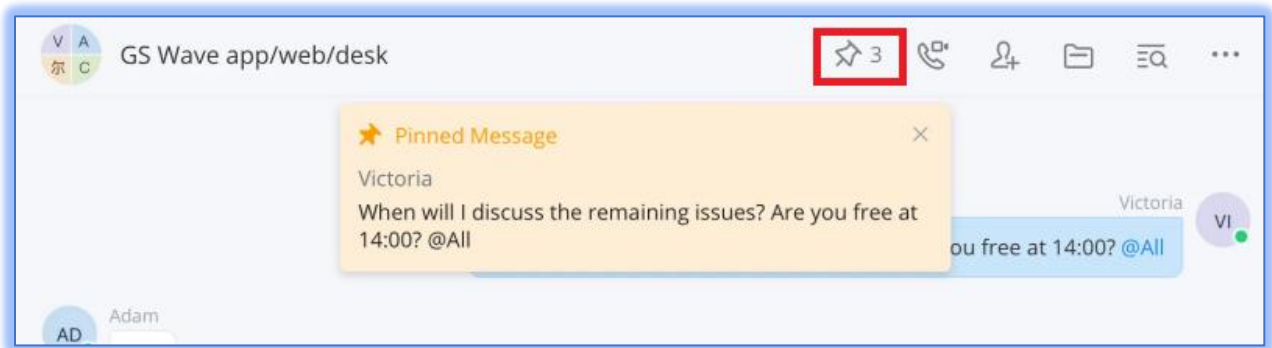 V A
尔 C
GS Wave app/web/desk
3
Pinned Message
Victoria
When will I discuss the remaining issues? Are you free at
14:00? @All
Victoria
ou free at 14:00? @All
VI
Adam
AD